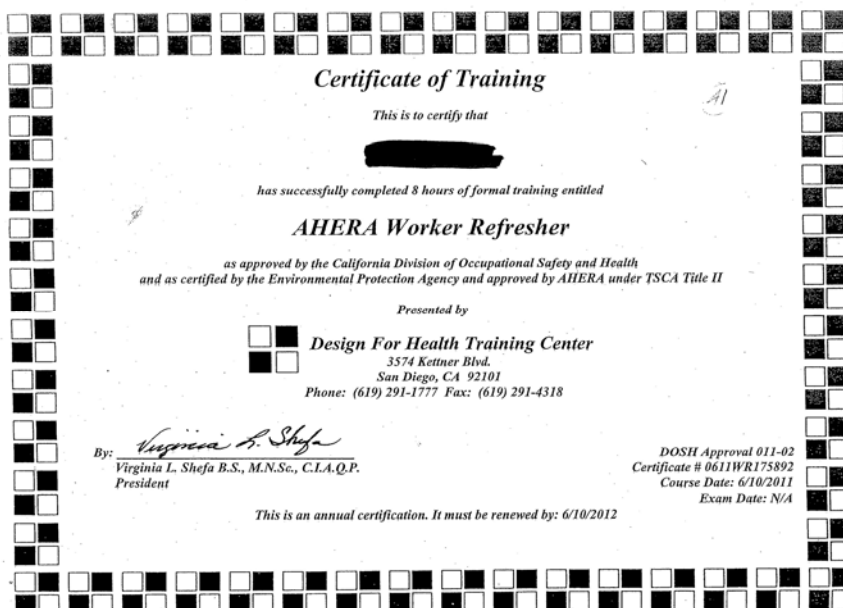 Certificate of Training
A1
This is to certify that
has successfully completed 8 hours of formal training entitled
AHERA Worker Refresher
as approved by the California Division of Occupational Safety and Health
and as certified by the Environmental Protection Agency and approved by AHERA under TSCA Title II
Presented by
Design For Health Training Center
3574 Kettner Blvd.
San Diego, CA 92101
Phone: (619) 291-1777 Fax: (619) 291-4318
By: Virginia L. Shefa
Virginia L. Shefa B.S., M.N.Sc., C.I.A.Q.P.
President
DOSH Approval 011-02
Certificate # 0611WR175892
Course Date: 6/10/2011
Exam Date: N/A
This is an annual certification. It must be renewed by: 6/10/2012